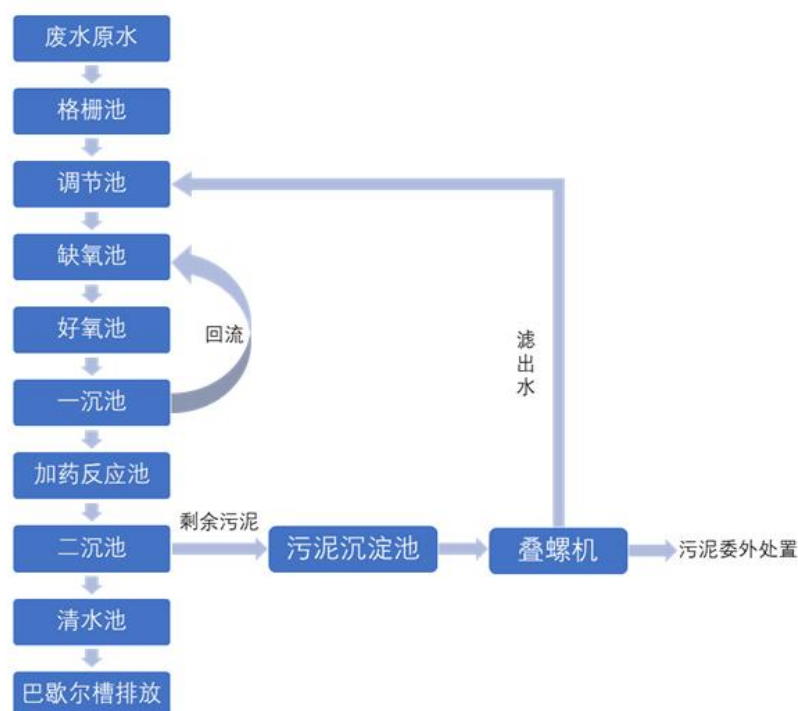 废水原水
格栅池
调节池
缺氧池
好氧池
回流
一沉池
滤出水
加药反应池
二沉池
剩余污泥
污泥沉淀池
叠螺机
污泥委外处置
清水池
巴歇尔槽排放